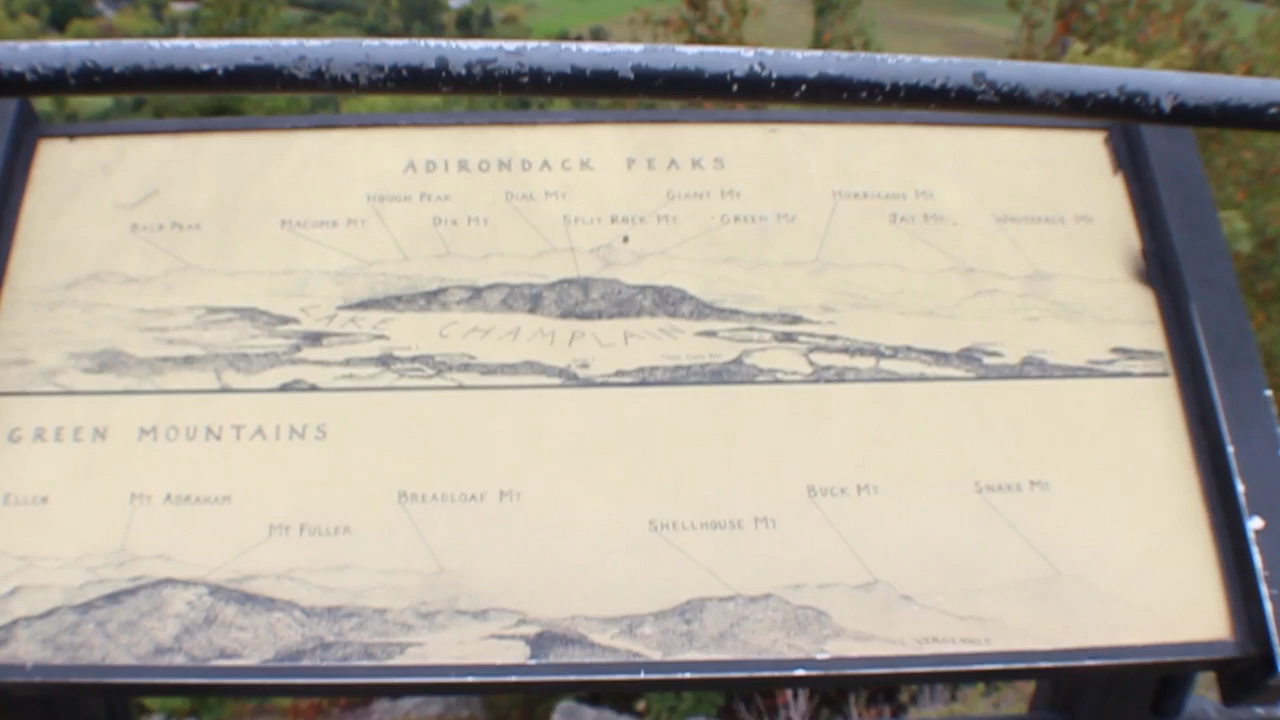 ADIRONDACK PEAKS
HOUGH PEAK DIAL MT GIANT MT HURRICANE MT
BALD PEAK MACOMB MT DIX MT SPLIT ROCK MT GREEN MT JAY MT. WHITEFACE MT
LAKE CHAMPLAIN
GREEN MOUNTAINS
ELLEN MT ABRAHAM BREADLOAF MT BUCK MT SNAKE MT
MT FULLER SHELLHOUSE MT
VERGENNES